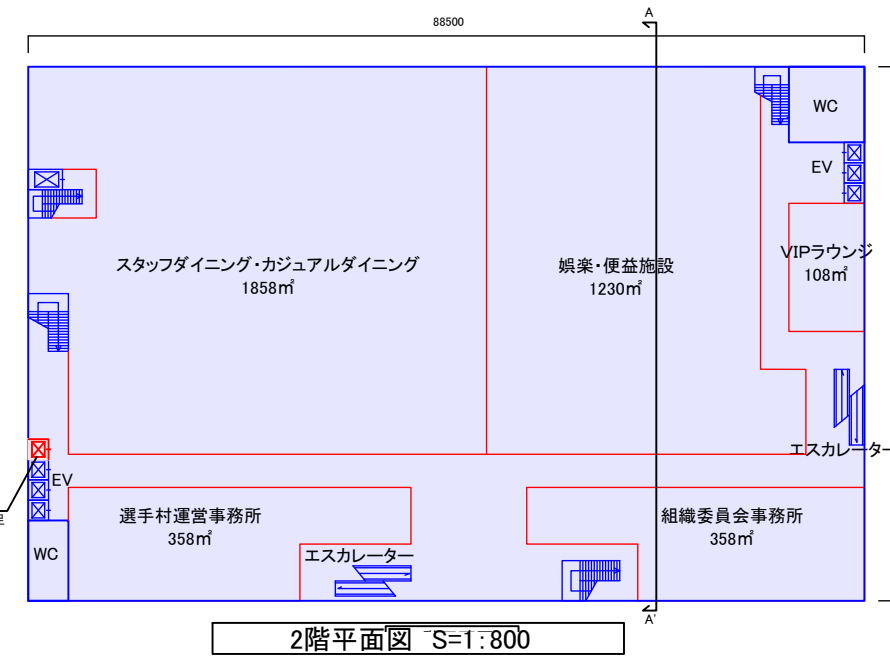 88500
A
WC
EV
スタッフダイニング・カジュアルダイニング
1858㎡
娯楽・便益施設
1230㎡
VIPラウンジ
108㎡
エスカレーター
EV
選手村運営事務所
358㎡
組織委員会事務所
358㎡
WC
エスカレーター
A'
2階平面図 S=1:800